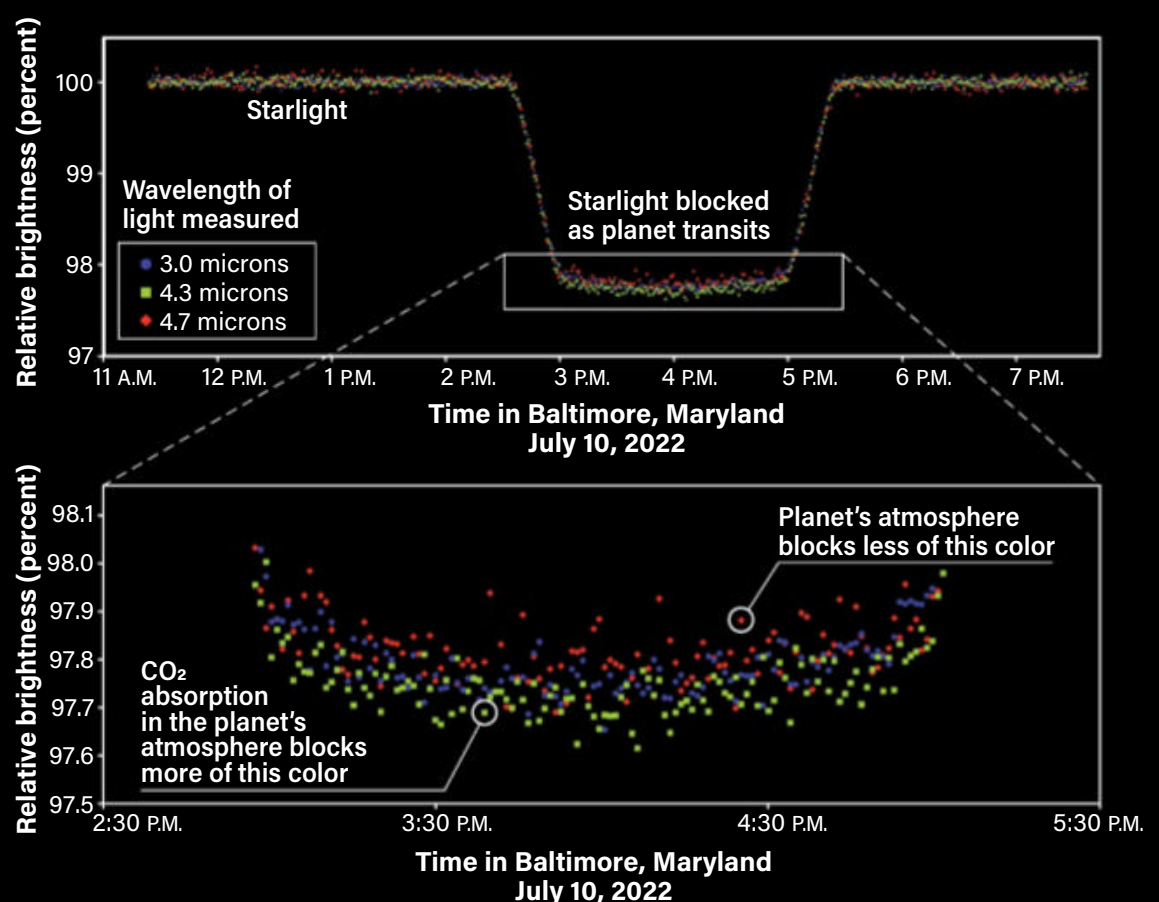 Relative brightness (percent)
100
99
98
97
Starlight
Wavelength of
light measured
3.0 microns
4.3 microns
4.7 microns
Starlight blocked
as planet transits
11 A.M.
12 P.M.
1 P.M.
2 P.M.
3 P.M.
4 P.M.
5 P.M.
6 P.M.
7 P.M.
Time in Baltimore, Maryland
July 10, 2022
Relative brightness (percent)
98.1
98.0
97.9
97.8
97.7
97.6
97.5
Planet's atmosphere
blocks less of this color
CO₂
absorption
in the planet's
atmosphere blocks
more of this color
2:30 P.M.
3:30 P.M.
4:30 P.M.
5:30 P.M.
Time in Baltimore, Maryland
July 10, 2022